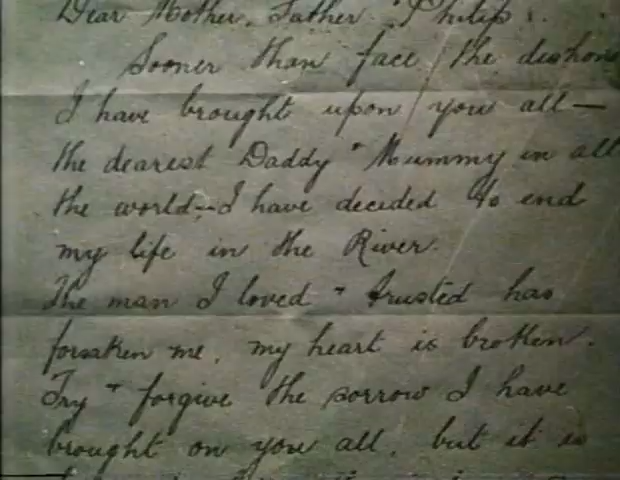 Dear Mother, Father + Philip.
Sooner than face the dishon
I have brought upon you all—
the dearest Daddy + Mummy in all
the world—I have decided to end
my life in the River.
The man I loved + trusted has
forsaken me, my heart is broken.
Try + forgive the sorrow I have
brought on you all, but it is